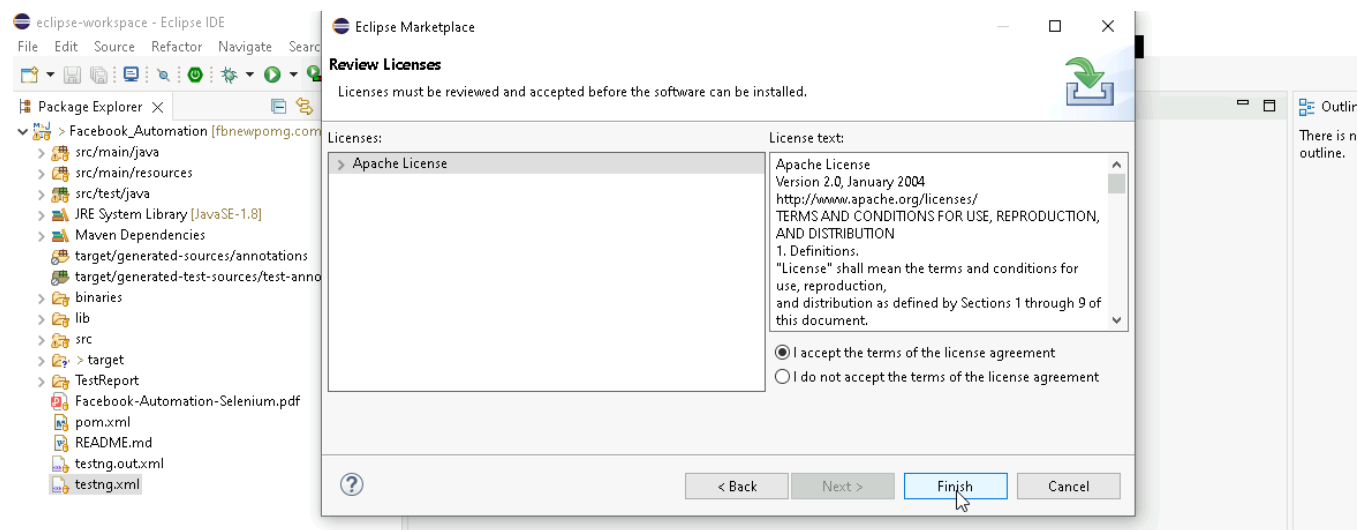 eclipse-workspace - Eclipse IDE
File Edit Source Refactor Navigate
Package Explorer
> Facebook_Automation [fbnewpomg.com
src/main/java
src/main/resources
src/test/java
JRE System Library [JavaSE-1.8]
Maven Dependencies
target/generated-sources/annotations
target/generated-test-sources/test-anno
binaries
lib
src
> target
TestReport
Facebook-Automation-Selenium.pdf
pom.xml
README.md
testng.out.xml
testng.xml
Eclipse Marketplace
Review Licenses
Licenses must be reviewed and accepted before the software can be installed.
Licenses:
Apache License
License text:
Apache License
Version 2.0, January 2004
http://www.apache.org/licenses/
TERMS AND CONDITIONS FOR USE, REPRODUCTION,
AND DISTRIBUTION
1. Definitions.
"License" shall mean the terms and conditions for
use, reproduction,
and distribution as defined by Sections 1 through 9 of
this document.
I accept the terms of the license agreement
I do not accept the terms of the license agreement
?
< Back Next > Finish Cancel
There is
outline.